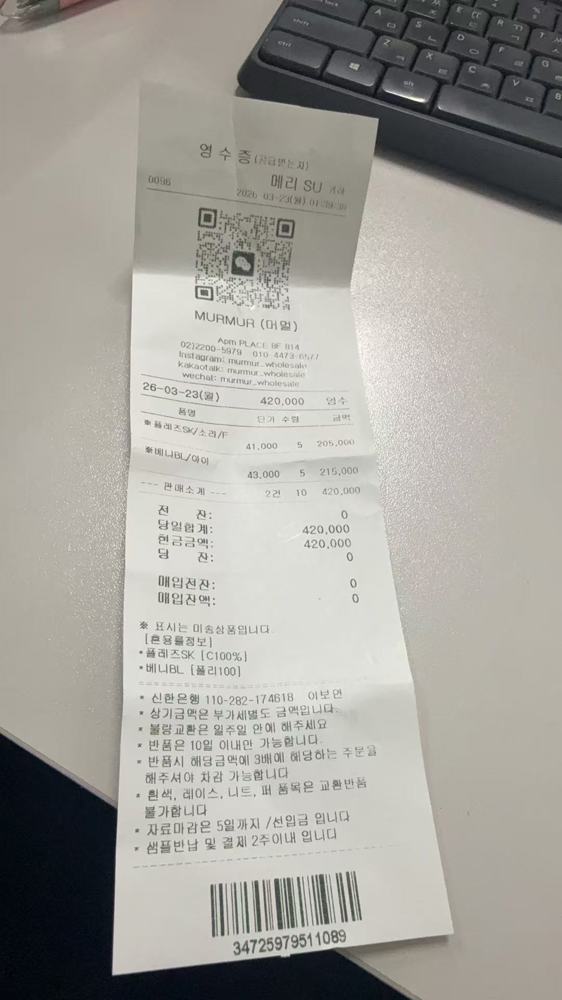 영 수 증 (공급받는자)
메리 SU 귀하
0096 2026-03-23(월) 01:39:38
MURMUR (머멀)
Apm PLACE 8F 814
02)2200-5979 010-4473-6577
Instagram: murmur_wholesale
kakaotalk: murmur_wholesale
wechat: murmur_wholesale
26-03-23(월) 420,000 영수
품명 단가 수량 금액
※플레즈SK/소라/F
41,000 5 205,000
※베니BL/아이
43,000 5 215,000
--- 판매소계 --- 2건 10 420,000
전 잔: 0
당일합계: 420,000
현금금액: 420,000
당 잔: 0
매입전잔: 0
매입잔액: 0
※ 표시는 미송상품입니다.
[혼용률정보]
*플레즈SK [C100%]
*베니BL [폴리100]
* 신한은행 110-282-174618 이보연
* 상기금액은 부가세별도 금액입니다.
* 불량교환은 일주일 안에 해주세요
* 반품은 10일 이내만 가능합니다.
* 반품시 해당금액에 3배에 해당하는 주문을
해주셔야 차감 가능합니다
* 흰색, 레이스, 니트, 퍼 품목은 교환반품
불가합니다
* 자료마감은 5일까지 /선입금 입니다
* 샘플반납 및 결제 2주이내 입니다
34725979511089